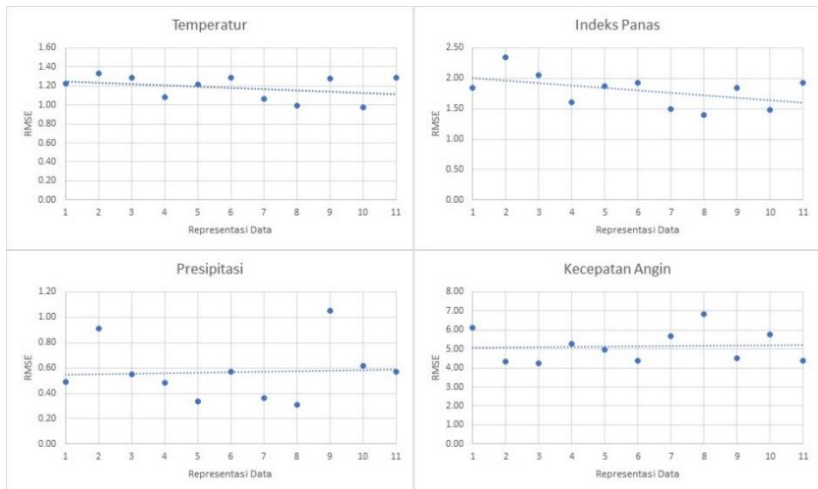 Temperatur
1.60
1.40
1.20
1.00
0.80
0.60
0.40
0.20
0.00
RMSE
1 2 3 4 5 6 7 8 9 10 11
Representasi Data
Indeks Panas
2.50
2.00
1.50
1.00
0.50
0.00
RMSE
1 2 3 4 5 6 7 8 9 10 11
Representasi Data
Presipitasi
1.20
1.00
0.80
0.60
0.40
0.20
0.00
RMSE
1 2 3 4 5 6 7 8 9 10 11
Representasi Data
Kecepatan Angin
8.00
7.00
6.00
5.00
4.00
3.00
2.00
1.00
0.00
RMSE
1 2 3 4 5 6 7 8 9 10 11
Representasi Data